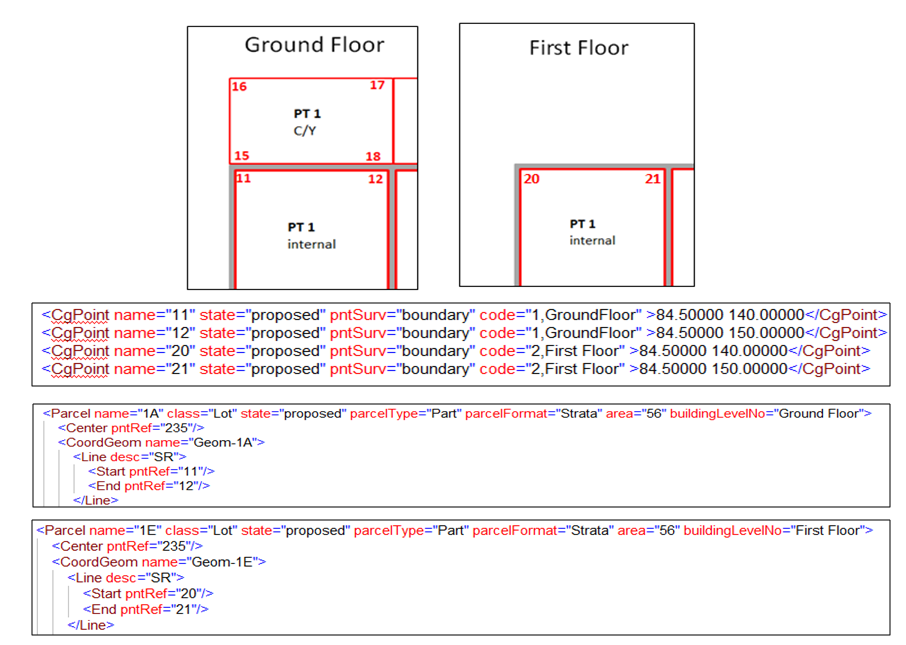 Ground Floor
16 17
PT 1
C/Y
15 18
11 12
PT 1
internal
First Floor
20 21
PT 1
internal
<CgPoint name="11" state="proposed" pntSurv="boundary" code="1,GroundFloor" >84.50000 140.00000</CgPoint>
<CgPoint name="12" state="proposed" pntSurv="boundary" code="1,GroundFloor" >84.50000 150.00000</CgPoint>
<CgPoint name="20" state="proposed" pntSurv="boundary" code="2,First Floor" >84.50000 140.00000</CgPoint>
<CgPoint name="21" state="proposed" pntSurv="boundary" code="2,First Floor" >84.50000 150.00000</CgPoint>
<Parcel name="1A" class="Lot" state="proposed" parcelType="Part" parcelFormat="Strata" area="56" buildingLevelNo="Ground Floor">
<Center pntRef="235"/>
<CoordGeom name="Geom-1A">
<Line desc="SR">
<Start pntRef="11"/>
<End pntRef="12"/>
</Line>
<Parcel name="1E" class="Lot" state="proposed" parcelType="Part" parcelFormat="Strata" area="56" buildingLevelNo="First Floor">
<Center pntRef="235"/>
<CoordGeom name="Geom-1E">
<Line desc="SR">
<Start pntRef="20"/>
<End pntRef="21"/>
</Line>